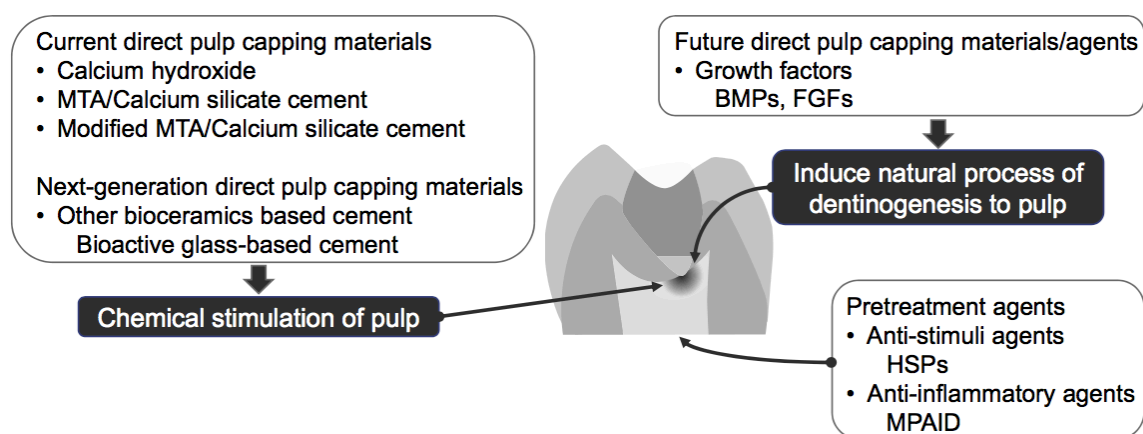 Current direct pulp capping materials
• Calcium hydroxide
• MTA/Calcium silicate cement
• Modified MTA/Calcium silicate cement
Next-generation direct pulp capping materials
• Other bioceramics based cement
Bioactive glass-based cement
Chemical stimulation of pulp
Future direct pulp capping materials/agents
• Growth factors
BMPs, FGFs
Induce natural process of
dentinogenesis to pulp
Pretreatment agents
• Anti-stimuli agents
HSPs
• Anti-inflammatory agents
MPAID